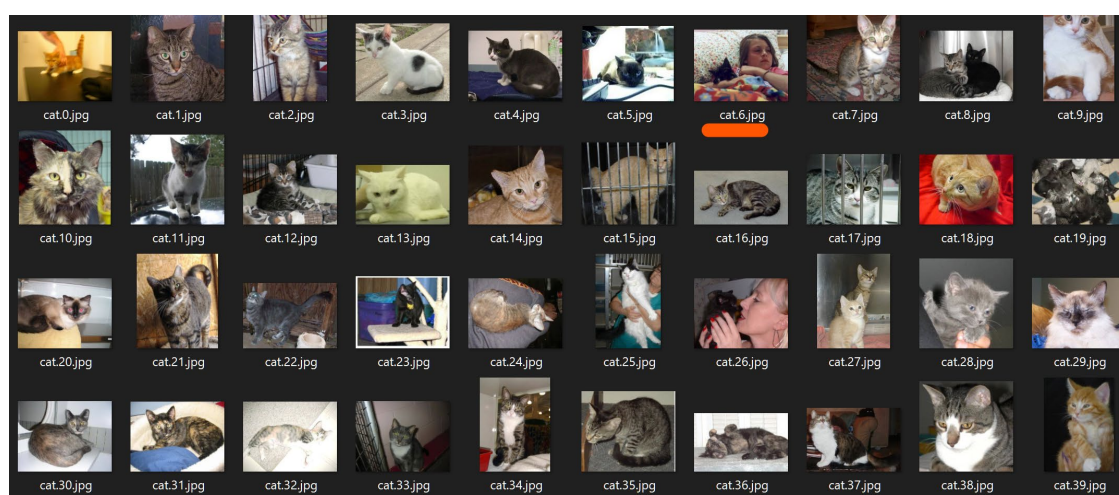 cat.0.jpg cat.1.jpg cat.2.jpg cat.3.jpg cat.4.jpg cat.5.jpg cat.6.jpg cat.7.jpg cat.8.jpg cat.9.jpg
cat.10.jpg cat.11.jpg cat.12.jpg cat.13.jpg cat.14.jpg cat.15.jpg cat.16.jpg cat.17.jpg cat.18.jpg cat.19.jpg
cat.20.jpg cat.21.jpg cat.22.jpg cat.23.jpg cat.24.jpg cat.25.jpg cat.26.jpg cat.27.jpg cat.28.jpg cat.29.jpg
cat.30.jpg cat.31.jpg cat.32.jpg cat.33.jpg cat.34.jpg cat.35.jpg cat.36.jpg cat.37.jpg cat.38.jpg cat.39.jpg